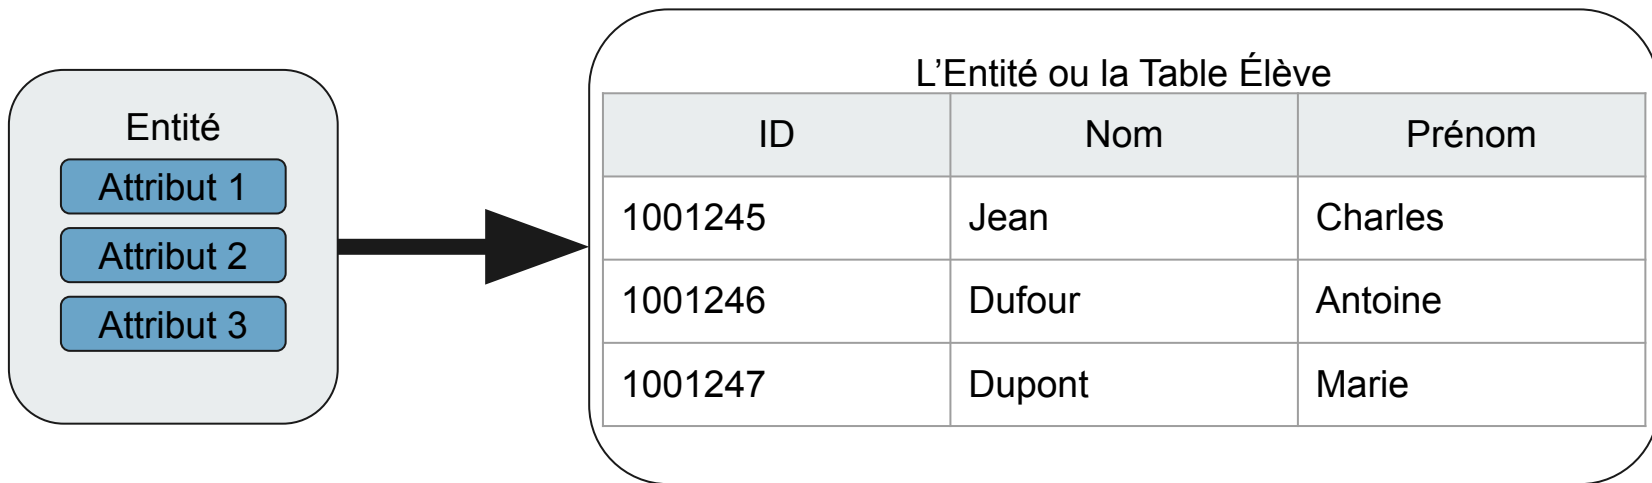 Entité
Attribut 1
Attribut 2
Attribut 3
L’Entité ou la Table Élève
ID Nom Prénom
1001245 Jean Charles
1001246 Dufour Antoine
1001247 Dupont Marie